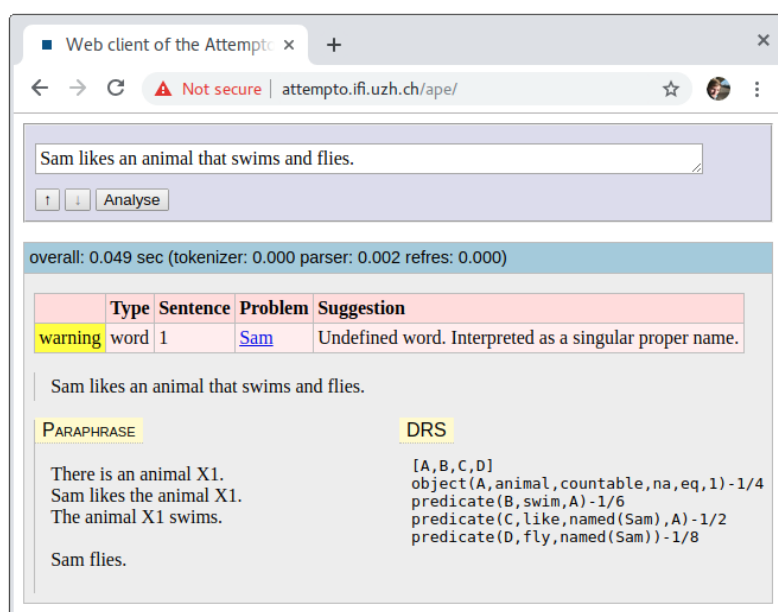 Web client of the Attempto
Not secure | attempto.ifi.uzh.ch/ape/
Sam likes an animal that swims and flies.
↑ ↓ Analyse
overall: 0.049 sec (tokenizer: 0.000 parser: 0.002 refres: 0.000)
Type Sentence Problem Suggestion
warning word 1 Sam Undefined word. Interpreted as a singular proper name.
Sam likes an animal that swims and flies.
PARAPHRASE
There is an animal X1.
Sam likes the animal X1.
The animal X1 swims.
Sam flies.
DRS
[A,B,C,D]
object(A,animal,countable,na,eq,1)-1/4
predicate(B,swim,A)-1/6
predicate(C,like,named(Sam),A)-1/2
predicate(D,fly,named(Sam))-1/8